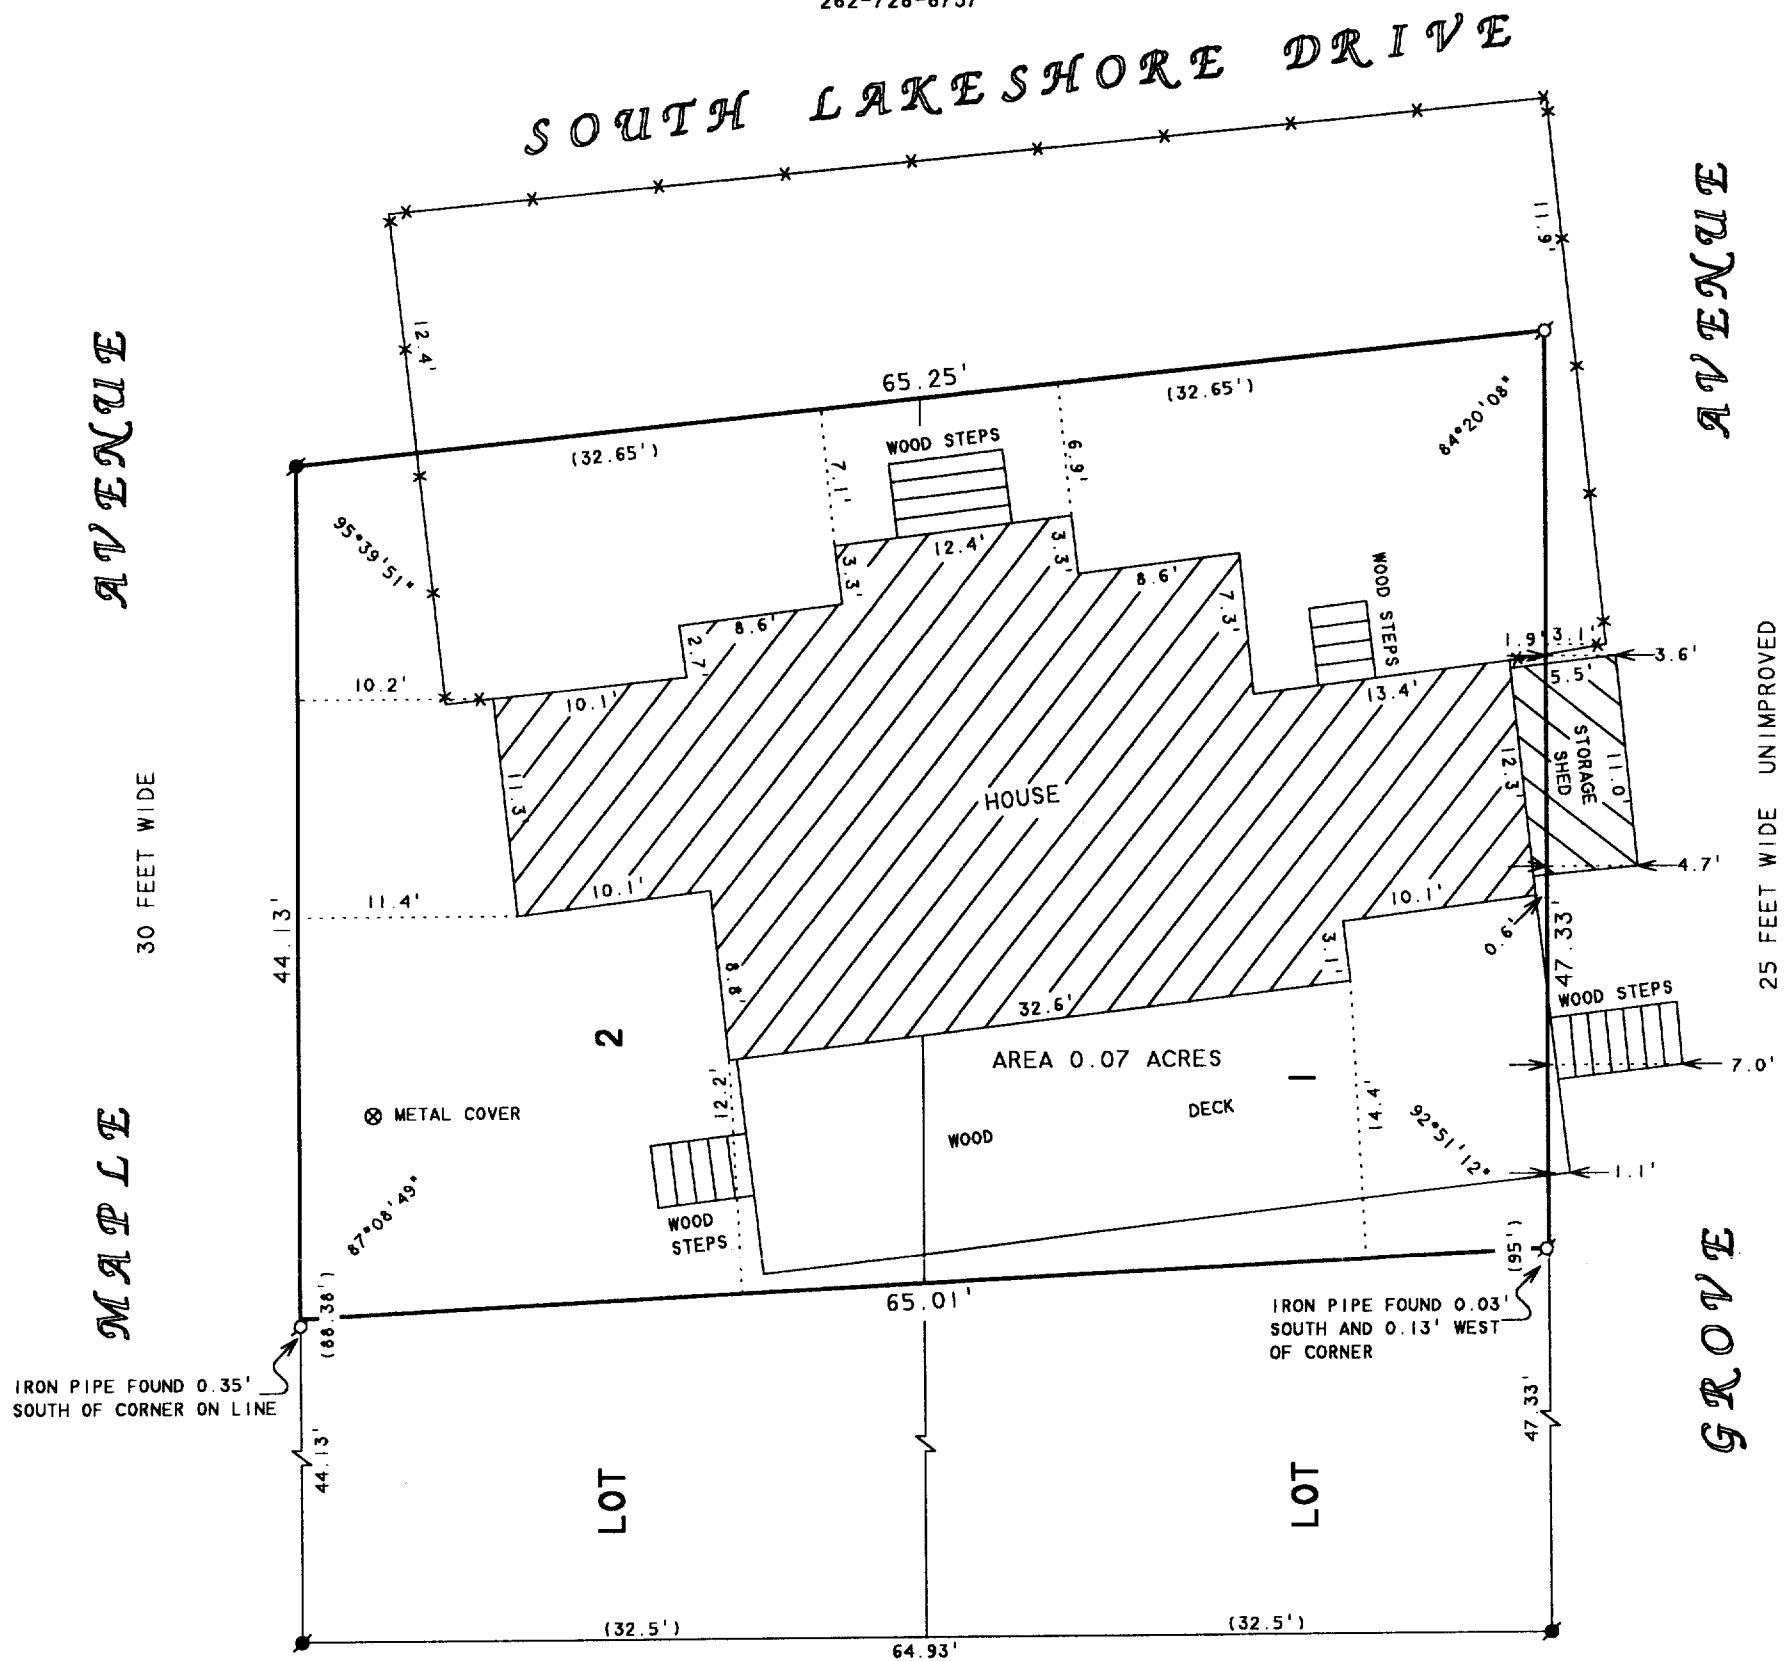 SOUTH LAKESHORE DRIVE
11.9'
12.4'
AVENUE
AVENUE
65.25'
(32.65')
(32.65')
84°20'08"
95°39'51"
WOOD STEPS
7.1'
6.9'
12.4'
3.3'
3.3'
8.6'
8.6'
7.3'
2.7'
WOOD STEPS
1.9'
3.1'
3.6'
5.5'
10.2'
10.1'
13.4'
11.3'
HOUSE
12.3'
STORAGE
SHED
11.0'
4.7'
30 FEET WIDE
25 FEET WIDE UNIMPROVED
11.4'
10.1'
10.1'
44.13'
8.8'
3.1'
0.6'
47.33'
32.6'
WOOD STEPS
7.0'
2
AREA 0.07 ACRES
1
12.2'
14.4'
METAL COVER
WOOD
DECK
92°51'12"
1.1'
MAPLE
87°08'49"
WOOD
STEPS
(95')
GROVE
(88.38')
65.01'
IRON PIPE FOUND 0.03'
SOUTH AND 0.13' WEST
OF CORNER
IRON PIPE FOUND 0.35'
SOUTH OF CORNER ON LINE
44.13'
47.33'
LOT
LOT
(32.5')
(32.5')
64.93'